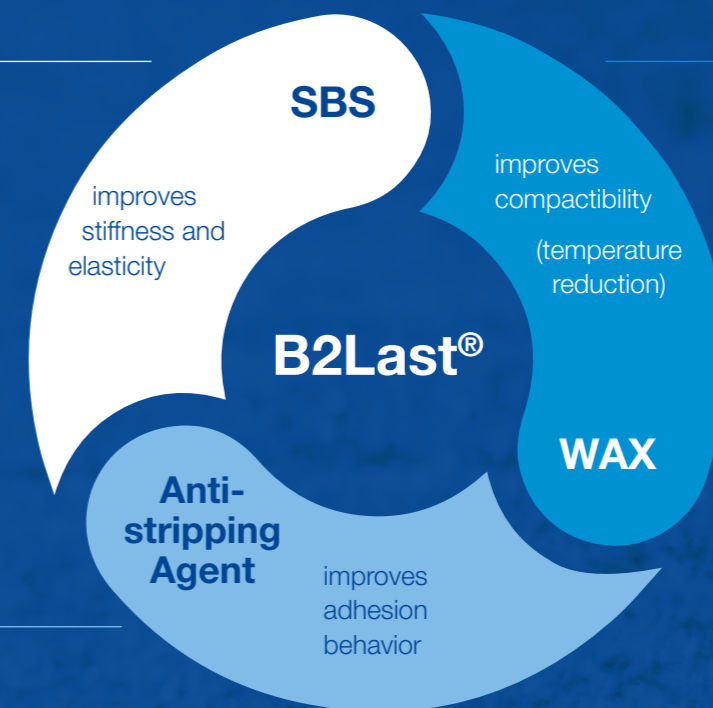 SBS
improves
stiffness and
elasticity
improves
compactibility
(temperature
reduction)
WAX
B2Last®
Anti-
stripping
Agent
improves
adhesion
behavior